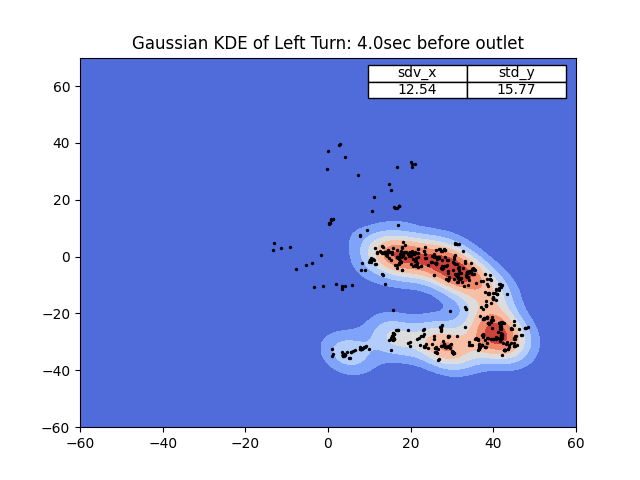 Gaussian KDE of Left Turn: 4.0sec before outlet
sdv_x std_y
12.54 15.77
60
40
20
0
−20
−40
−60
−60 −40 −20 0 20 40 60